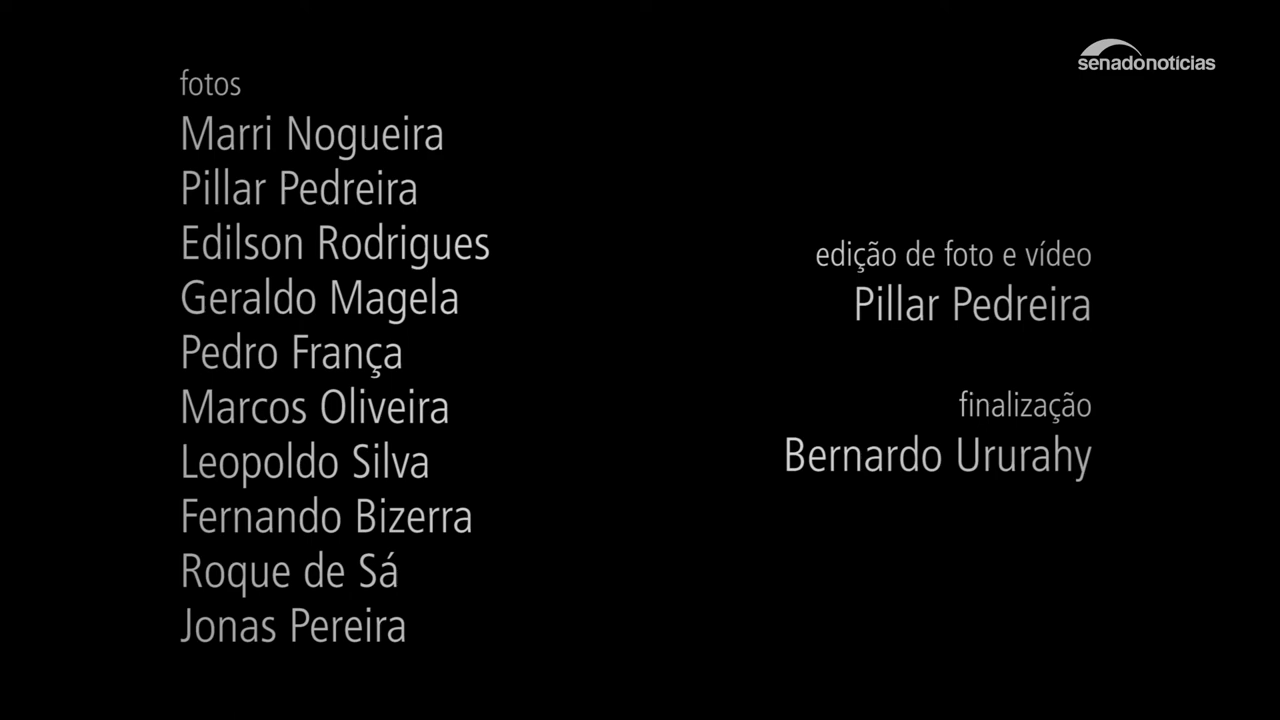 senadonotícias
fotos
Marri Nogueira
Pillar Pedreira
Edilson Rodrigues
Geraldo Magela
Pedro França
Marcos Oliveira
Leopoldo Silva
Fernando Bizerra
Roque de Sá
Jonas Pereira
edição de foto e vídeo
Pillar Pedreira
finalização
Bernardo Ururahy